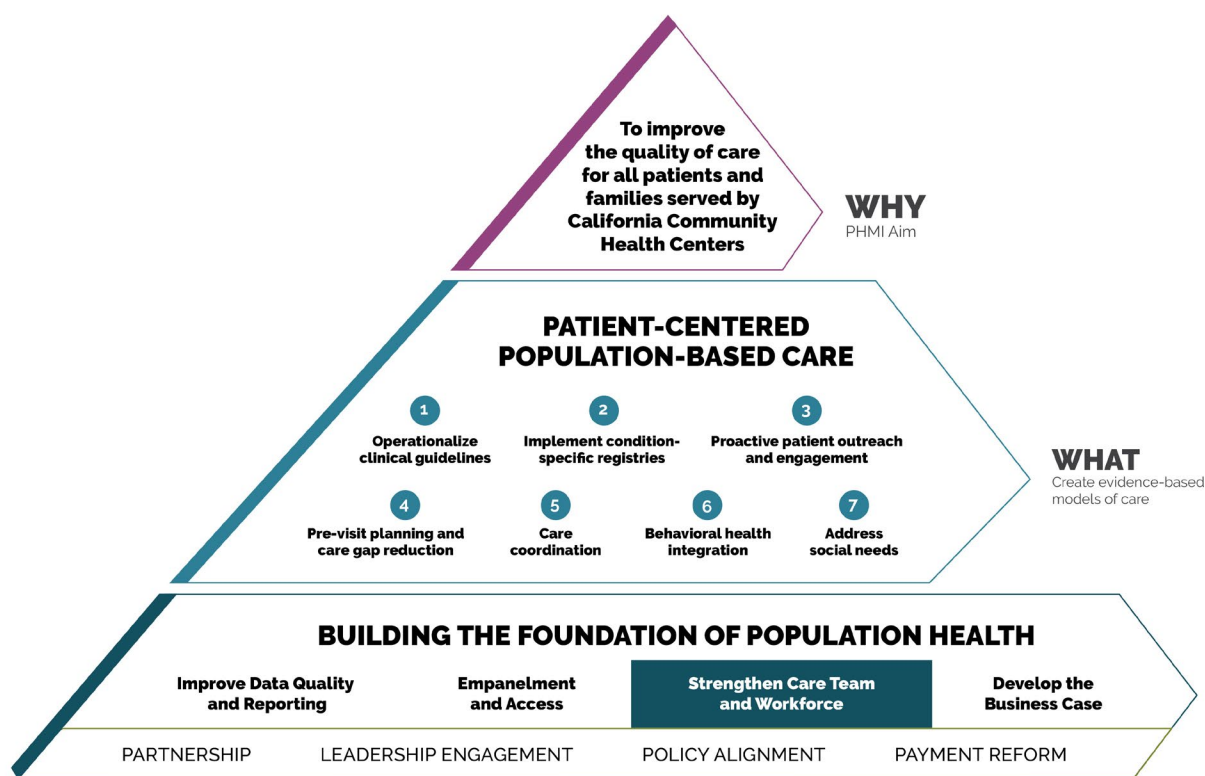 To improve
the quality of care
for all patients and
families served by
California Community
Health Centers
WHY
PHMI Aim
PATIENT-CENTERED
POPULATION-BASED CARE
1
Operationalize
clinical guidelines
2
Implement condition-
specific registries
3
Proactive patient outreach
and engagement
4
Pre-visit planning and
care gap reduction
5
Care
coordination
6
Behavioral health
integration
7
Address
social needs
WHAT
Create evidence-based
models of care
BUILDING THE FOUNDATION OF POPULATION HEALTH
Improve Data Quality
and Reporting
Empanelment
and Access
Strengthen Care Team
and Workforce
Develop the
Business Case
PARTNERSHIP
LEADERSHIP ENGAGEMENT
POLICY ALIGNMENT
PAYMENT REFORM